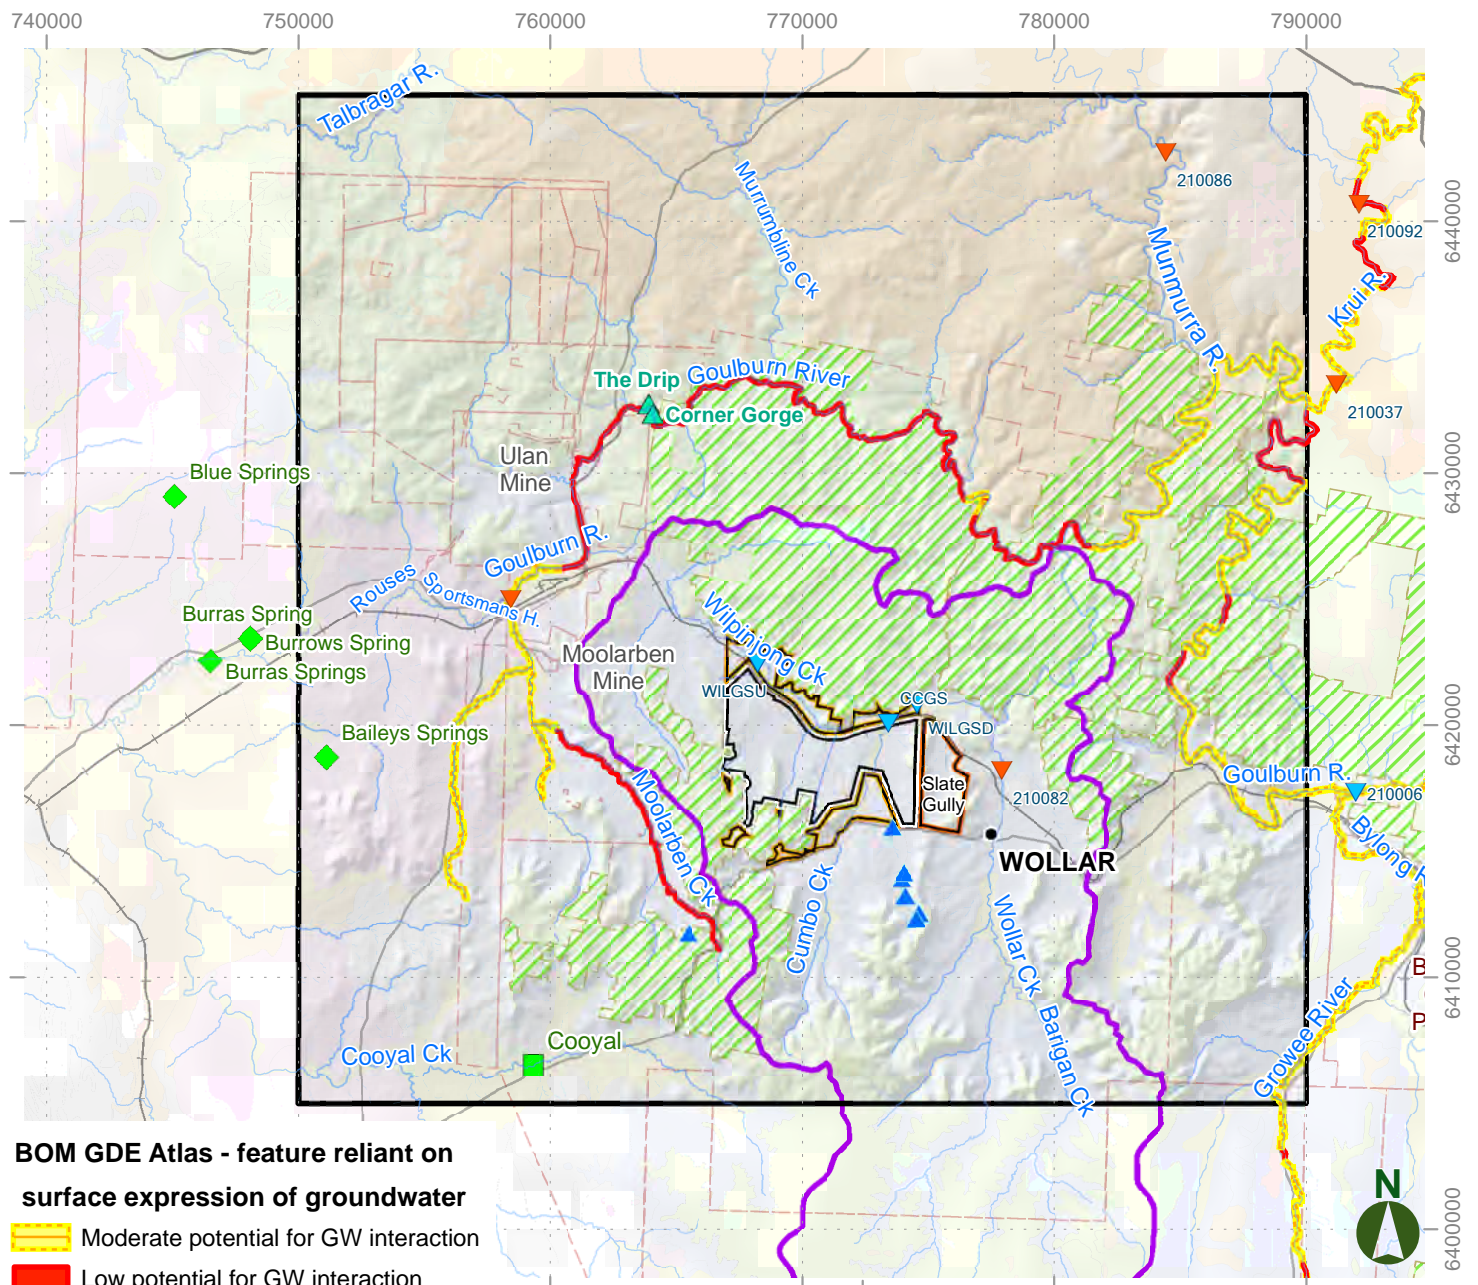 740000
750000
760000
770000
780000
790000
Talbragar R.
Murrumbline Ck
210086
6440000
210092
Munmurra R.
Krui R.
The Drip
Goulburn River
Corner Gorge
210037
Ulan
Mine
Blue Springs
6430000
Goulburn R.
Rouses
Sportsmans H.
Burras Spring
Burrows Spring
Burras Springs
Moolarben
Mine
Wilpinjong Ck
WILGSU
CCGS
WILGSD
6420000
Baileys Springs
Goulburn R.
210006
Slate
Gully
210082
Moolarben Ck
Bylong R
WOLLAR
Cumbo Ck
Wollar Ck
B
6410000
P
Cooyal
Cooyal Ck
Barigan Ck
Growee River
BOM GDE Atlas - feature reliant on
surface expression of groundwater
N
Moderate potential for GW interaction
6400000
Low potential for GW interaction